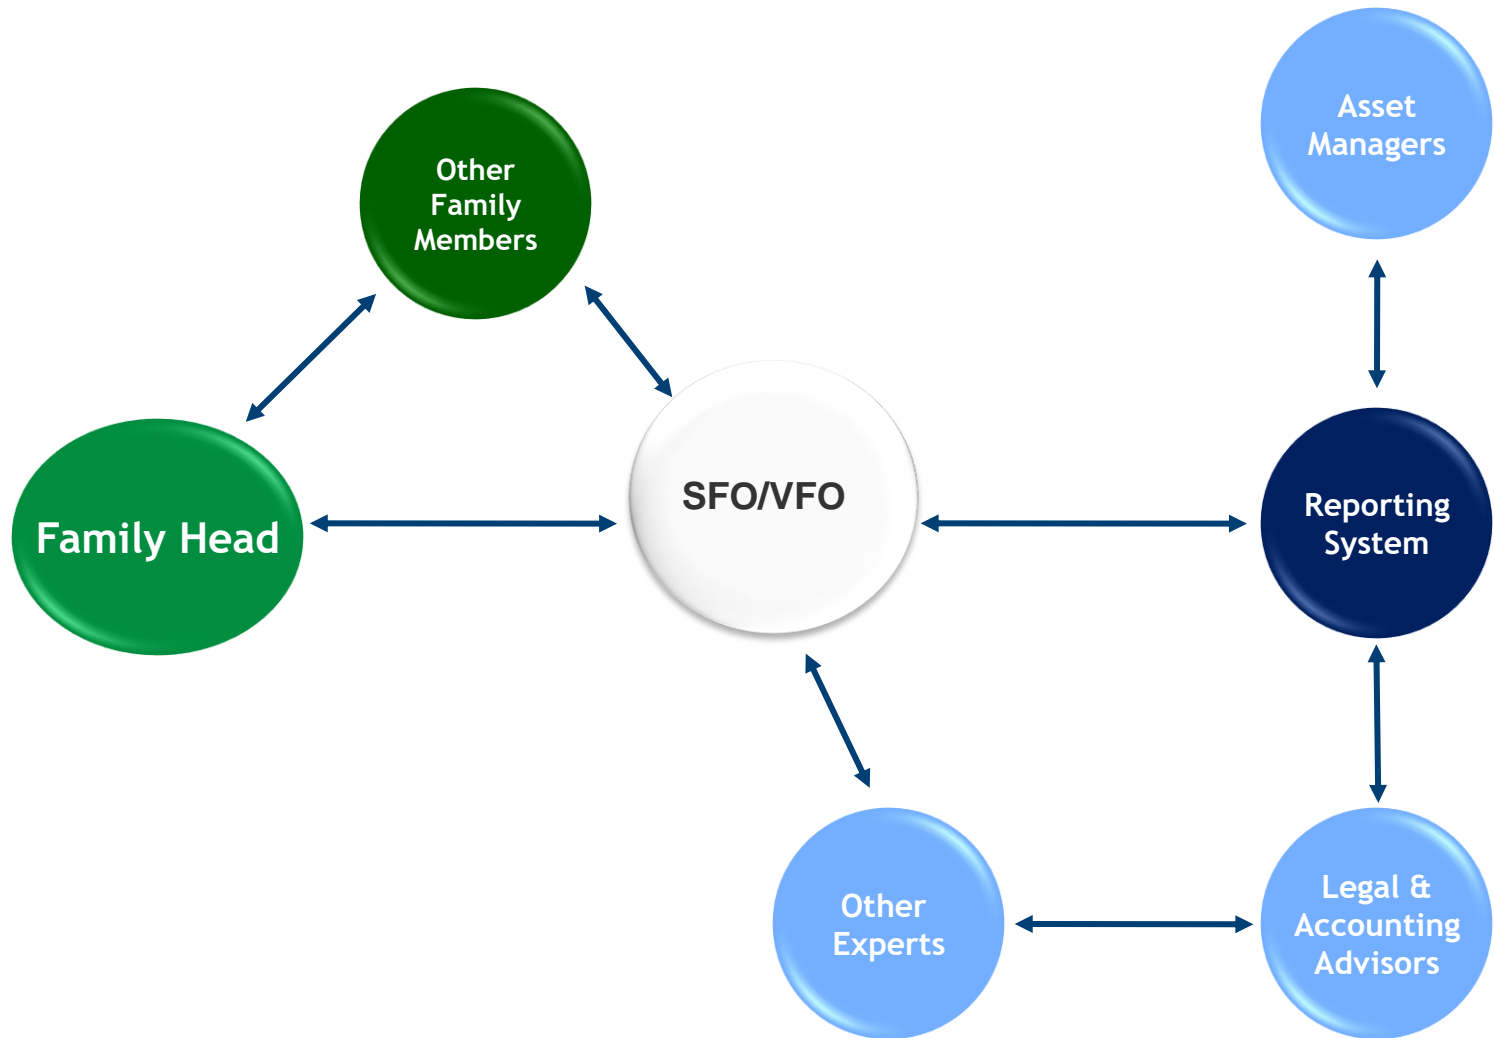 Asset
Managers
Other
Family
Members
SFO/VFO
Family Head
Reporting
System
Other
Experts
Legal &
Accounting
Advisors